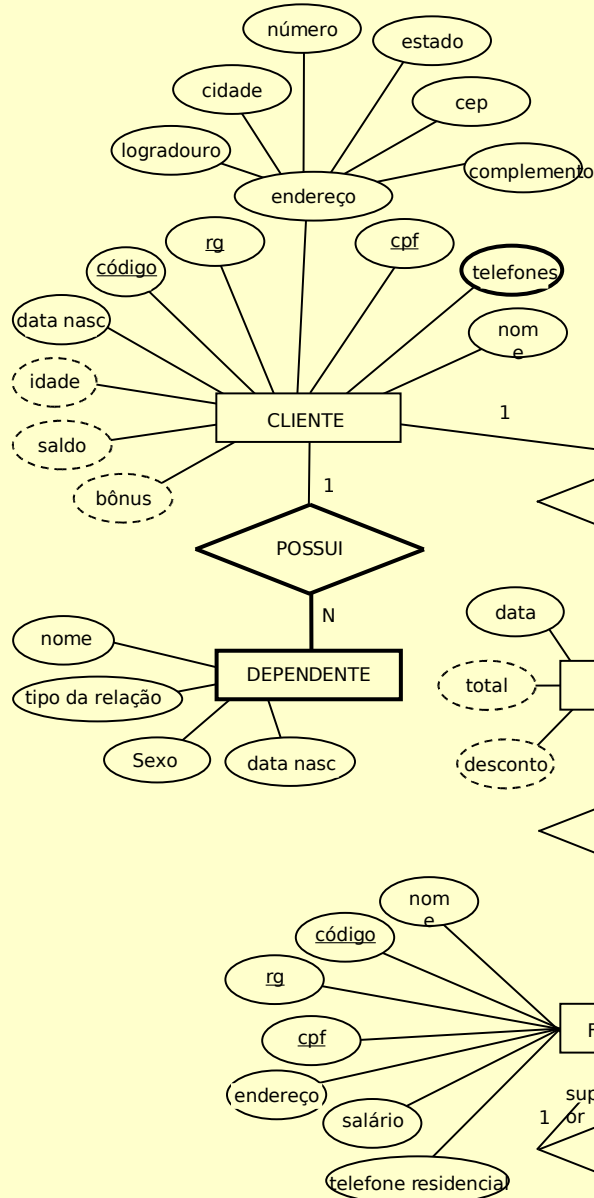 número
estado
cidade
cep
logradouro
complemento
endereço
rg
cpf
código
telefones
data nasc
nom
e
idade
CLIENTE
1
saldo
bônus
1
POSSUI
N
data
nome
DEPENDENTE
total
tipo da relação
Sexo
data nasc
desconto
nom
e
código
rg
F
cpf
endereço
sup
salário
1
or
telefone residencial